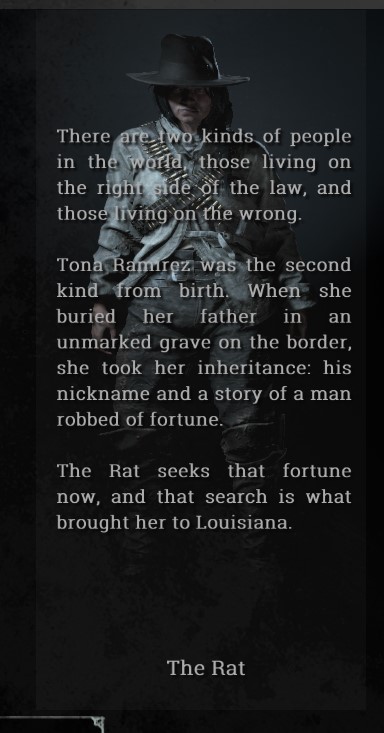 There are two kinds of people
in the world, those living on
the right side of the law, and
those living on the wrong.
Tona Ramirez was the second
kind from birth. When she
buried her father in an
unmarked grave on the border,
she took her inheritance: his
nickname and a story of a man
robbed of fortune.
The Rat seeks that fortune
now, and that search is what
brought her to Louisiana.
The Rat